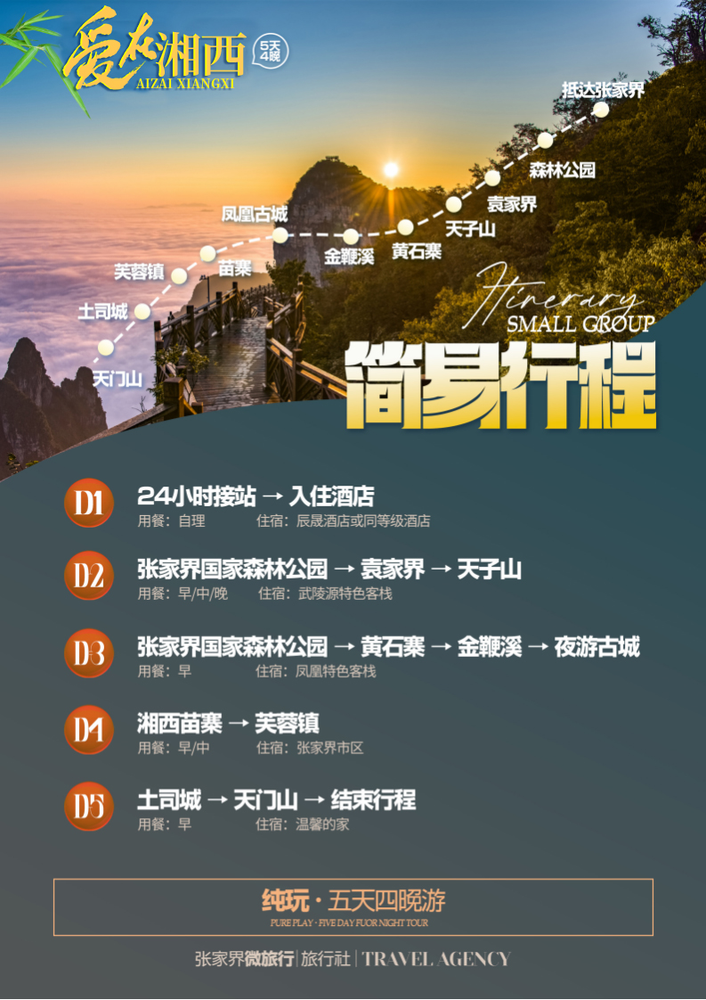 爱在湘西
5天
4晚
AIZAI XIANGXI
抵达张家界
森林公园
袁家界
天子山
黄石寨
金鞭溪
凤凰古城
苗寨
芙蓉镇
土司城
天门山
Itinerary
SMALL GROUP
简易行程
D1
24小时接站 → 入住酒店
用餐：自理 住宿：辰晟酒店或同等级酒店
D2
张家界国家森林公园 → 袁家界 → 天子山
用餐：早/中/晚 住宿：武陵源特色客栈
D3
张家界国家森林公园 → 黄石寨 → 金鞭溪 → 夜游古城
用餐：早 住宿：凤凰特色客栈
D4
湘西苗寨 → 芙蓉镇
用餐：早/中 住宿：张家界市区
D5
土司城 → 天门山 → 结束行程
用餐：早 住宿：温馨的家
纯玩·五天四晚游
PURE PLAY - FIVE DAY FUOR NIGHT TOUR
张家界微旅行|旅行社|TRAVEL AGENCY